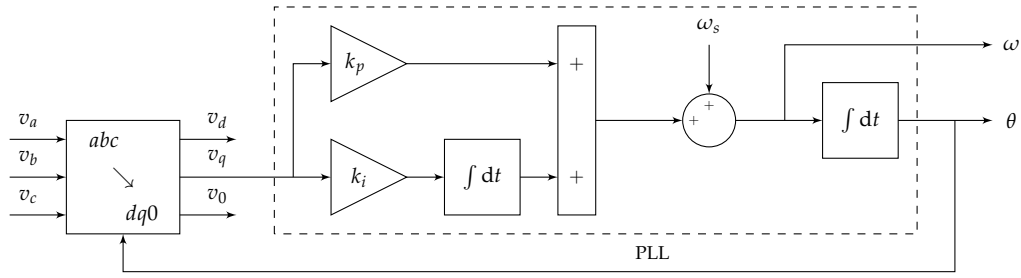 ω_s
ω
k_p
+
+
+
∫ dt
θ
v_a
v_b
v_c
abc
↘
dq0
v_d
v_q
v_0
k_i
∫ dt
+
PLL